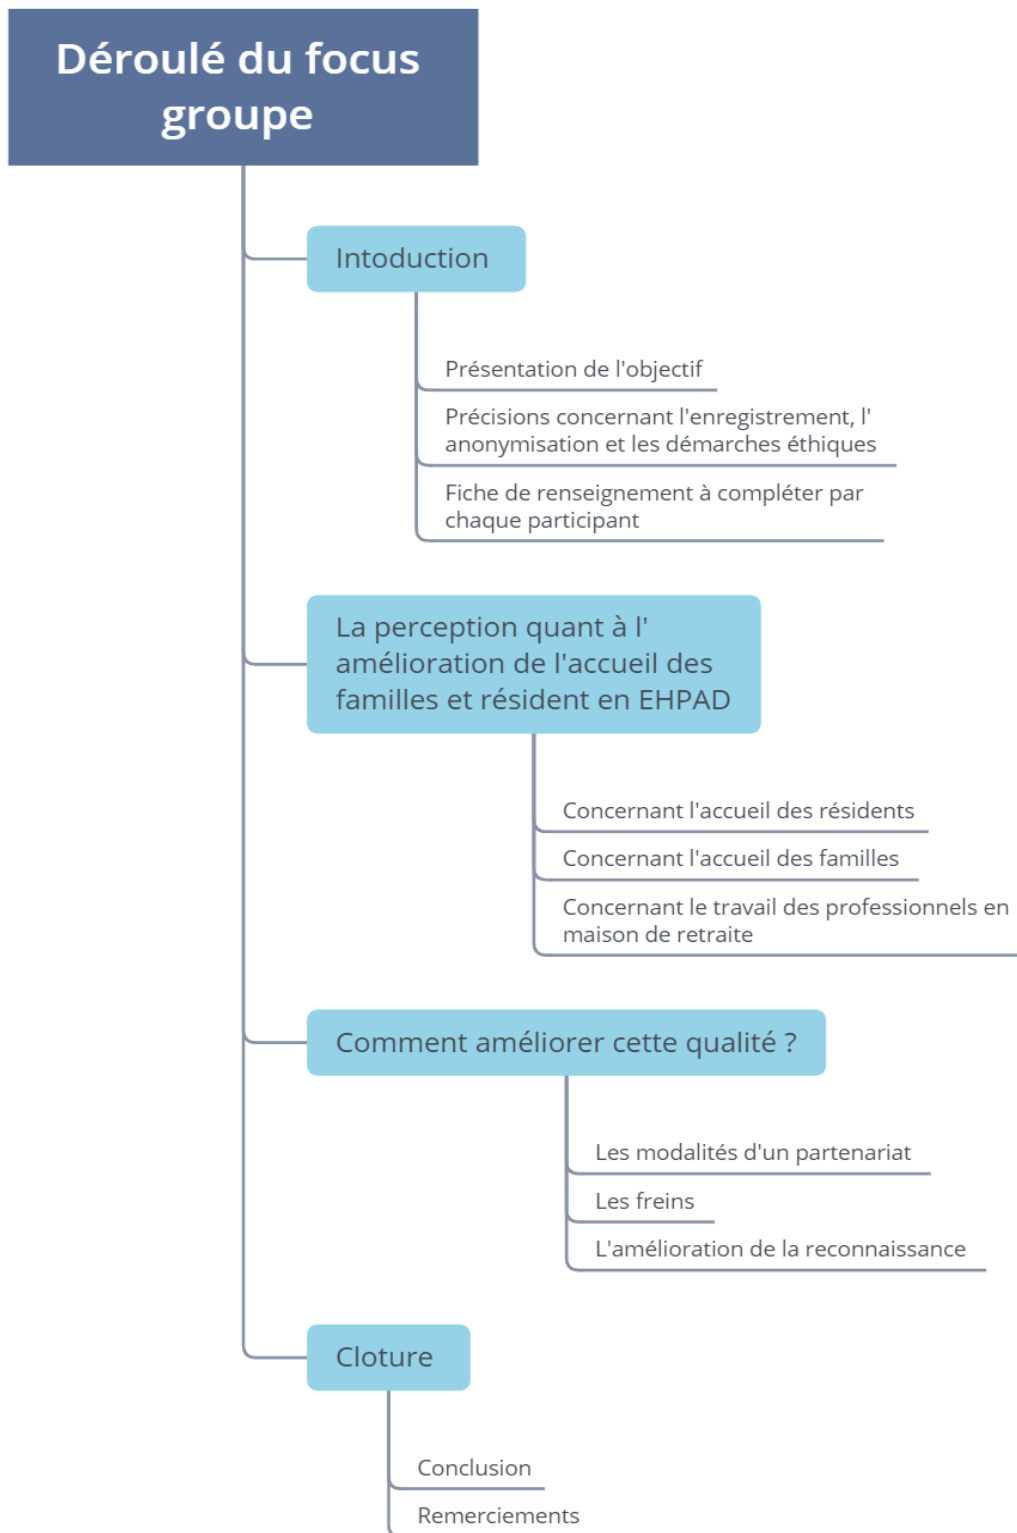 Déroulé du focus
groupe
Intoduction
Présentation de l'objectif
Précisions concernant l'enregistrement, l'
anonymisation et les démarches éthiques
Fiche de renseignement à compléter par
chaque participant
La perception quant à l'
amélioration de l'accueil des
familles et résident en EHPAD
Concernant l'accueil des résidents
Concernant l'accueil des familles
Concernant le travail des professionnels en
maison de retraite
Comment améliorer cette qualité ?
Les modalités d'un partenariat
Les freins
L'amélioration de la reconnaissance
Cloture
Conclusion
Remerciements